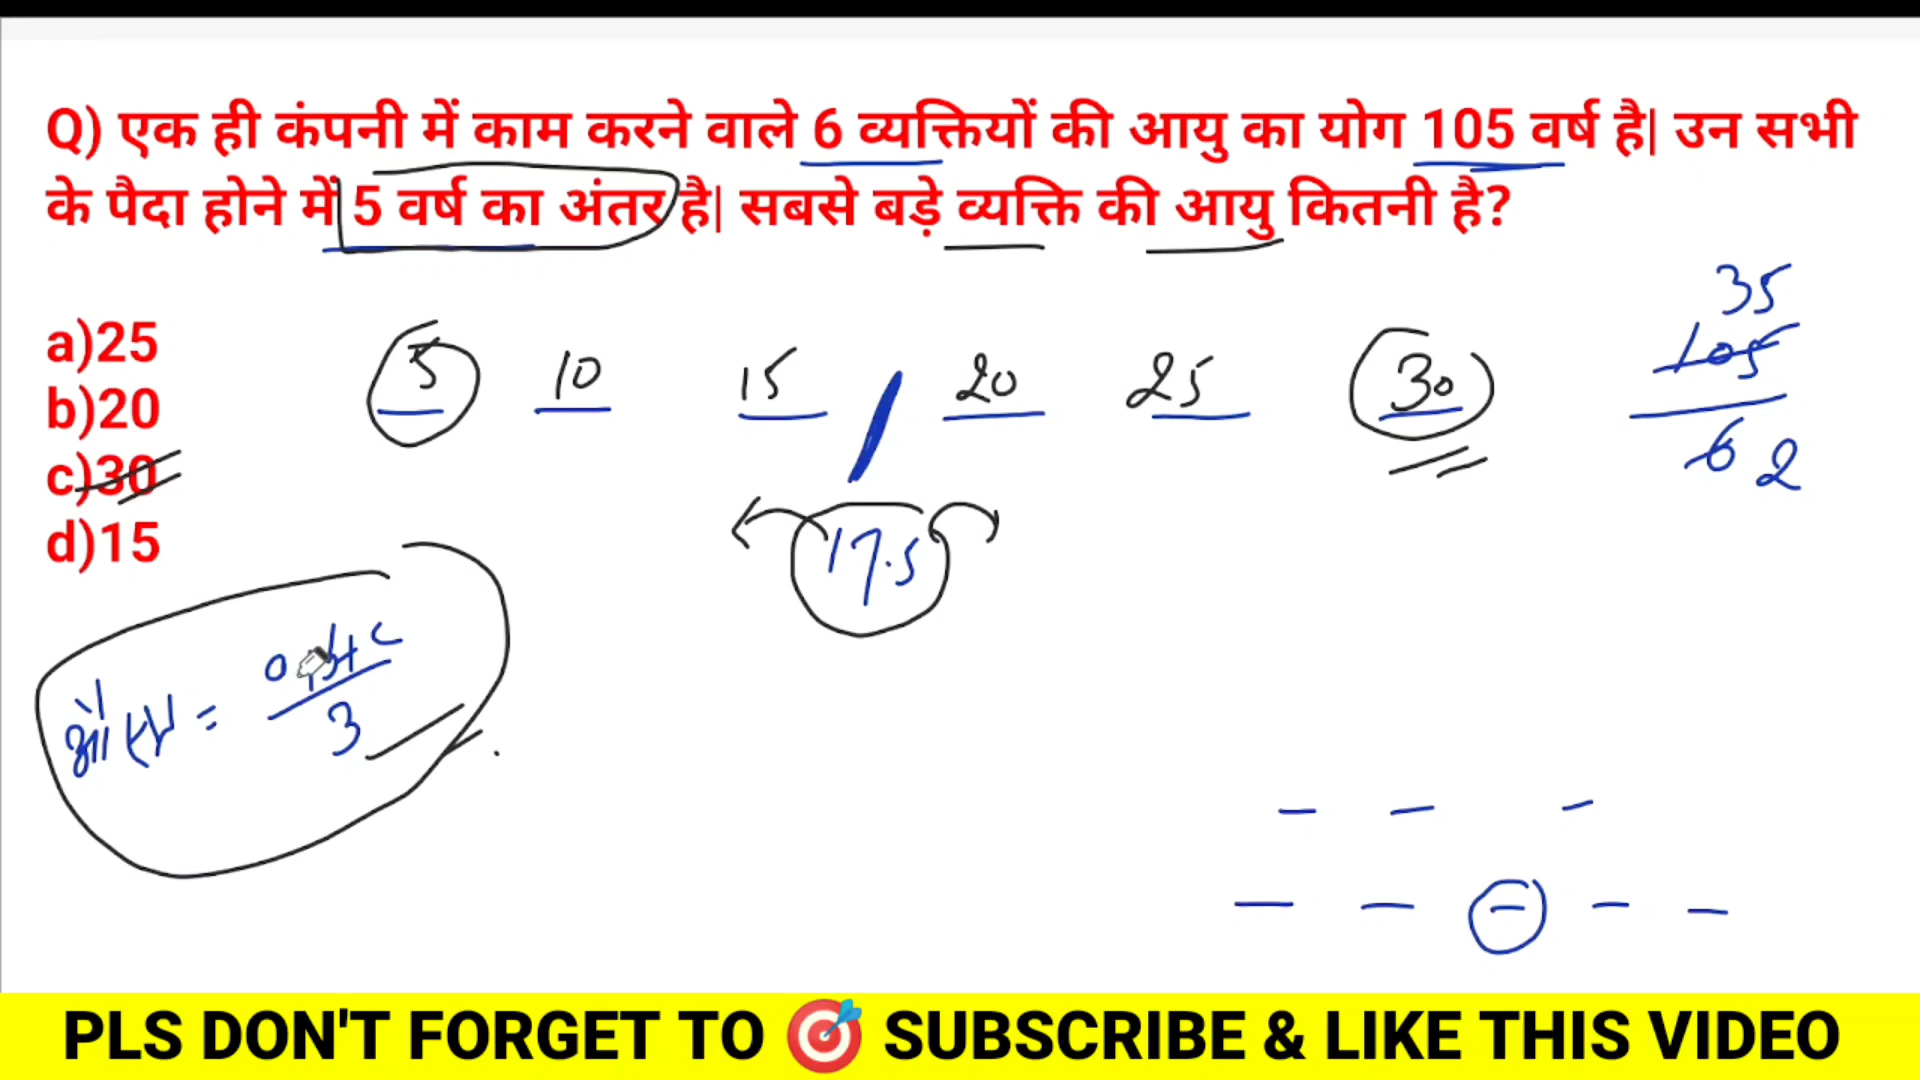 Q) एक ही कंपनी में काम करने वाले 6 व्यक्तियों की आयु का योग 105 वर्ष है| उन सभी
के पैदा होने में 5 वर्ष का अंतर है| सबसे बड़े व्यक्ति की आयु कितनी है?
35
105
6 2
a)25
b)20
c)30
d)15
5 10 15 20 25 30
17.5
औसत =
3
PLS DON'T FORGET TO 🎯 SUBSCRIBE & LIKE THIS VIDEO